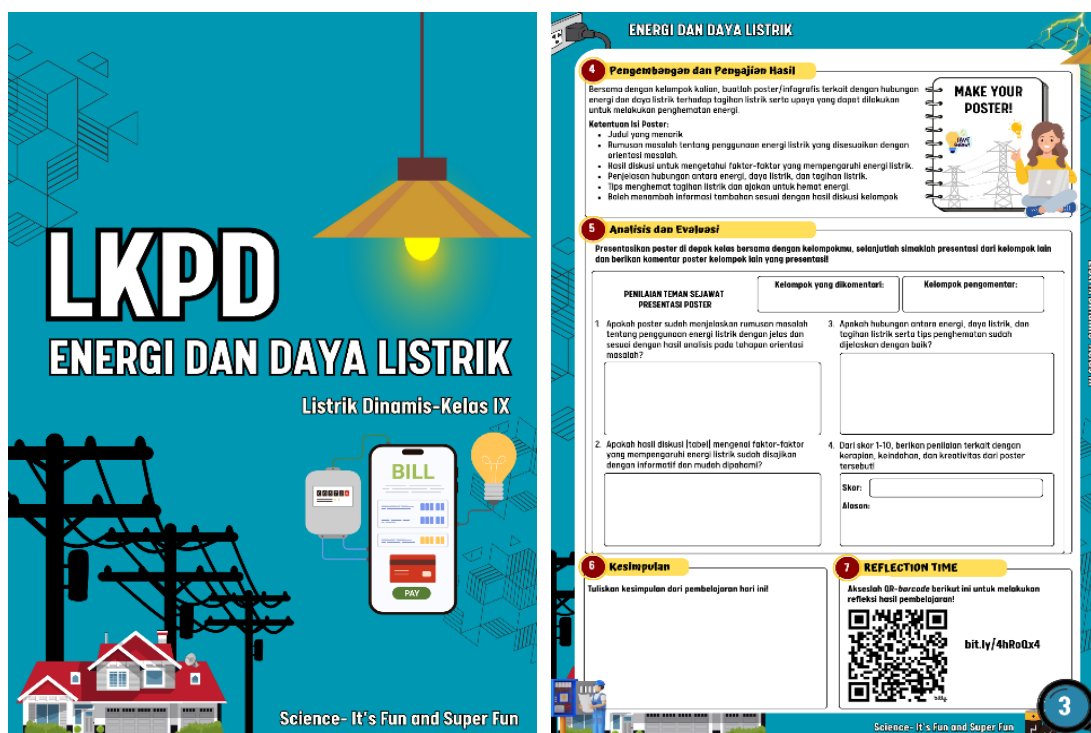 LKPD
ENERGI DAN DAYA LISTRIK
Listrik Dinamis-Kelas IX
BILL
PAY
Science- It's Fun and Super Fun
ENERGI DAN DAYA LISTRIK
4 Pengembangan dan Pengajian Hasil
Bersama dengan kelompok kalian, buatlah poster/infografis terkait dengan hubungan
energi dan daya listrik terhadap tagihan listrik serta upaya yang dapat dilakukan
untuk melakukan penghematan energi.
Ketentuan Isi Poster:
• Judul yang menarik
• Rumusan masalah tentang penggunaan energi listrik yang disesuaikan dengan
orientasi masalah.
• Hasil diskusi untuk mengetahui faktor-faktor yang mempengaruhi energi listrik.
• Penjelasan hubungan antara energi, daya listrik, dan tagihan listrik.
• Tips menghemat tagihan listrik dan ajakan untuk hemat energi.
• Boleh menambah informasi tambahan sesuai dengan hasil diskusi kelompok
MAKE YOUR
POSTER!
5 Analisis dan Evaluasi
Presentasikan poster di depak kelas bersama dengan kelompokmu, selanjutlah simaklah presentasi dari kelompok lain
dan berikan komentar poster kelompok lain yang presentasi!
PENILAIAN TEMAN SEJAWAT
PRESENTASI POSTER
Kelompok yang dikomentari:
Kelompok pengomentar:
1. Apakah poster sudah menjelaskan rumusan masalah
tentang penggunaan energi listrik dengan jelas dan
sesuai dengan hasil analisis pada tahapan orientasi
masalah?
2. Apakah hasil diskusi [tabel] mengenai faktor-faktor
yang mempengaruhi energi listrik sudah disajikan
dengan informatif dan mudah dipahami?
3. Apakah hubungan antara energi, daya listrik, dan
tagihan listrik serta tips penghematan sudah
dijelaskan dengan baik?
4. Dari skor 1-10, berikan penilaian terkait dengan
kerapian, keindahan, dan kreativitas dari poster
tersebut!
Skor:
Alasan:
6 Kesimpulan
Tuliskan kesimpulan dari pembelajaran hari ini!
7 REFLECTION TIME
Akseslah QR-barcode berikut ini untuk melakukan
refleksi hasil pembelajaran!
bit.ly/4hRoQx4
3
Science- It's Fun and Super Fun